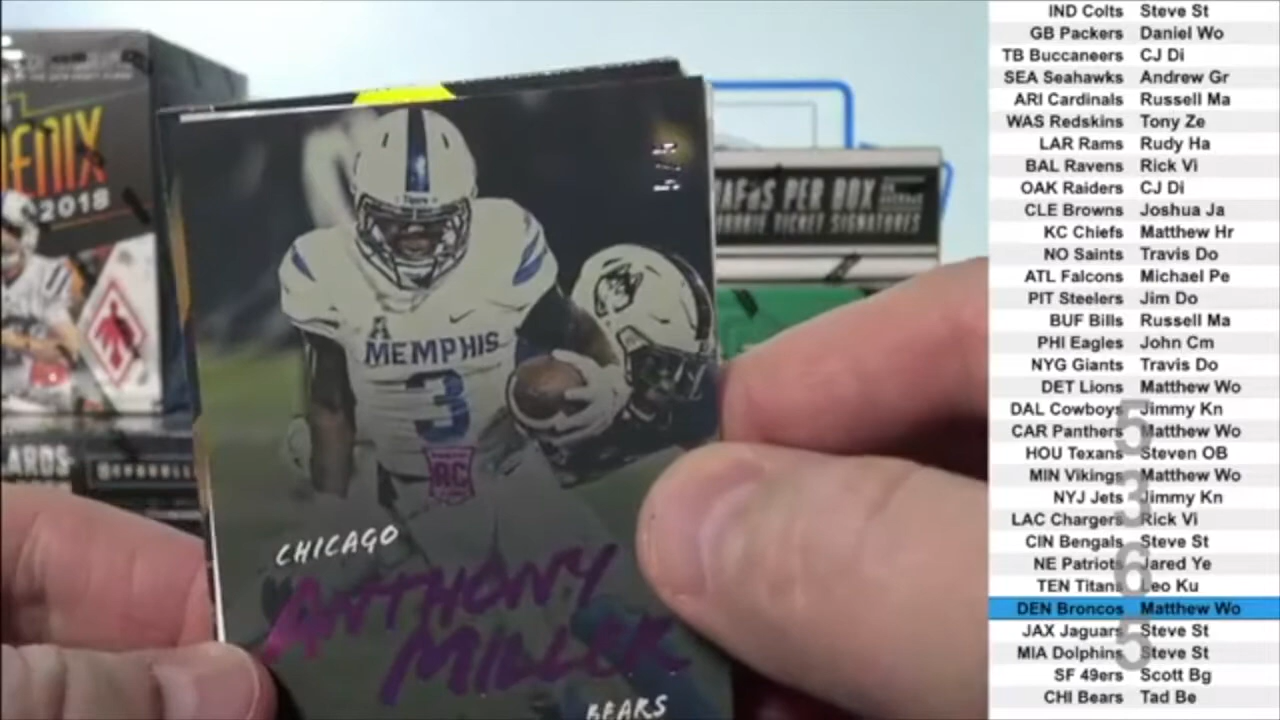 ENIX
2018
ARDS
MEMPHIS
3
RC
CHICAGO
ANTHONY
MILLER
BEARS
PER BOX
TICKET SIGNATURES
IND Colts Steve St
GB Packers Daniel Wo
TB Buccaneers CJ Di
SEA Seahawks Andrew Gr
ARI Cardinals Russell Ma
WAS Redskins Tony Ze
LAR Rams Rudy Ha
BAL Ravens Rick Vi
OAK Raiders CJ Di
CLE Browns Joshua Ja
KC Chiefs Matthew Hr
NO Saints Travis Do
ATL Falcons Michael Pe
PIT Steelers Jim Do
BUF Bills Russell Ma
PHI Eagles John Cm
NYG Giants Travis Do
DET Lions Matthew Wo
DAL Cowboys Jimmy Kn
CAR Panthers Matthew Wo
HOU Texans Steven OB
MIN Vikings Matthew Wo
NYJ Jets Jimmy Kn
LAC Chargers Rick Vi
CIN Bengals Steve St
NE Patriots Jared Ye
TEN Titans Leo Ku
DEN Broncos Matthew Wo
JAX Jaguars Steve St
MIA Dolphins Steve St
SF 49ers Scott Bg
CHI Bears Tad Be
5365